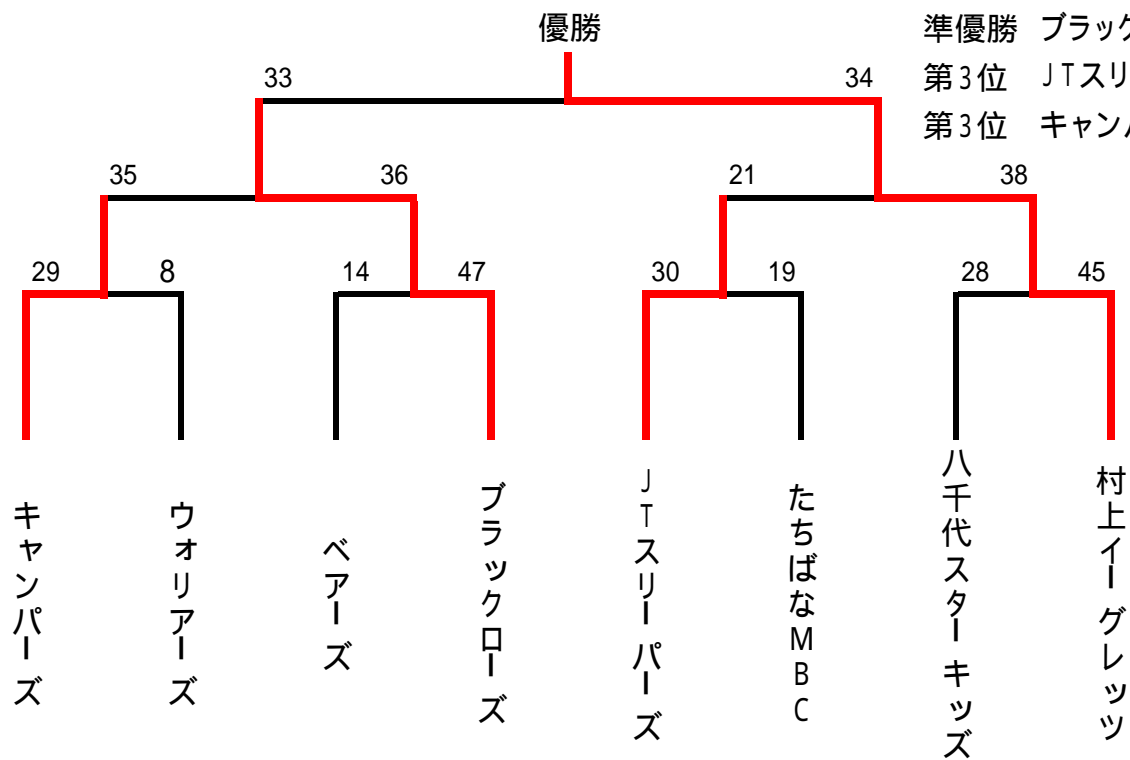 優勝
準優勝 ブラック
第3位 JTスリ
第3位 キャン
33
34
35
36
21
38
29
8
14
47
30
19
28
45
キャンパーズ
ウォリアーズ
ベアーズ
ブラックローズ
JTスリーパーズ
たちばなMBC
八千代スターキッズ
村上イーグレッツ